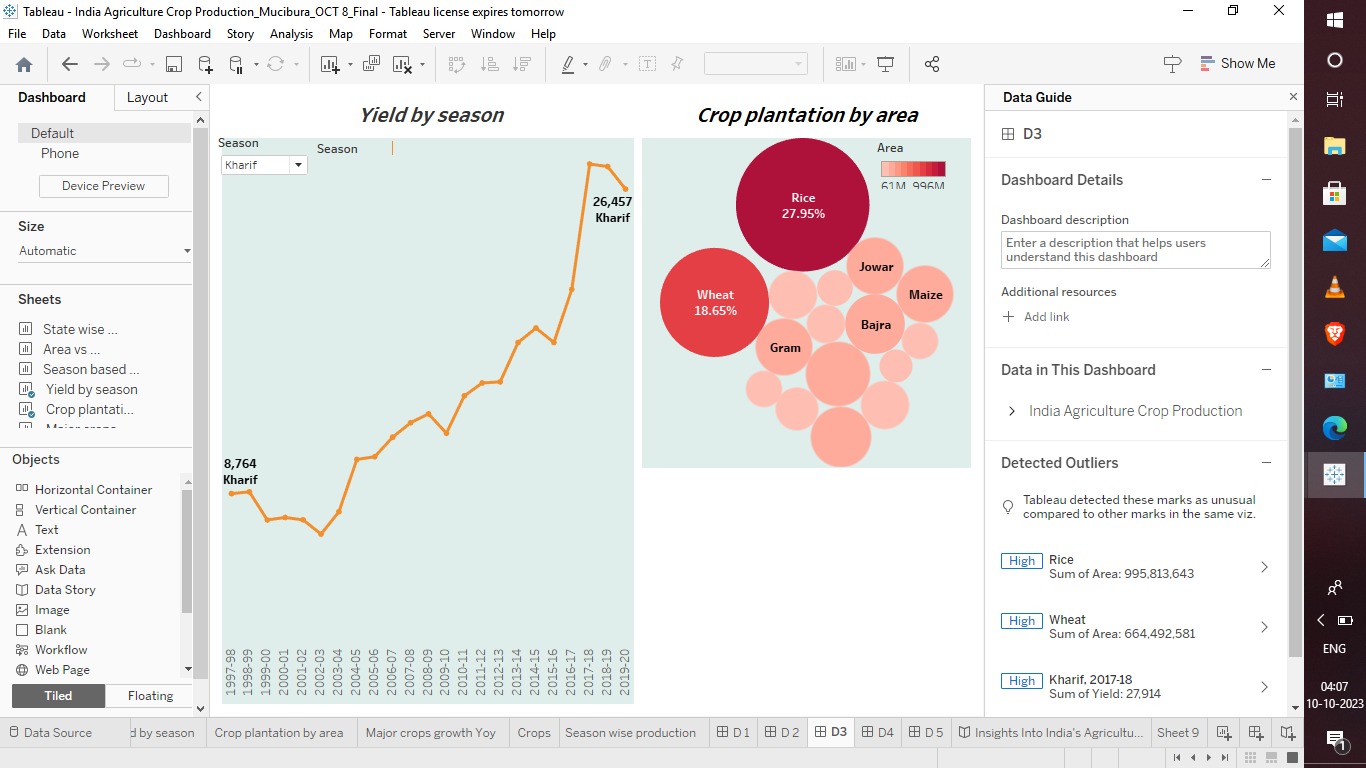 Tableau - India Agriculture Crop Production_Mucibura_OCT 8_Final - Tableau license expires tomorrow
File Data Worksheet Dashboard Story Analysis Map Format Server Window Help
Show Me
Dashboard Layout
Default
Phone
Device Preview
Size
Automatic
Sheets
State wise ...
Area vs ...
Season based ...
Yield by season
Crop plantati...
Objects
Horizontal Container
Vertical Container
Text
Extension
Ask Data
Data Story
Image
Blank
Workflow
Web Page
Tiled Floating
Yield by season
Season
Kharif
Season
26,457
Kharif
8,764
Kharif
1997-98
1998-99
1999-00
2000-01
2001-02
2002-03
2003-04
2004-05
2005-06
2006-07
2007-08
2008-09
2009-10
2010-11
2011-12
2012-13
2013-14
2014-15
2015-16
2016-17
2017-18
2018-19
2019-20
Crop plantation by area
Area
61M 996M
Rice
27.95%
Wheat
18.65%
Jowar
Maize
Bajra
Gram
Data Guide
D3
Dashboard Details
Dashboard description
Enter a description that helps users
understand this dashboard
Additional resources
Add link
Data in This Dashboard
India Agriculture Crop Production
Detected Outliers
Tableau detected these marks as unusual
compared to other marks in the same viz.
High Rice
Sum of Area: 995,813,643
High Wheat
Sum of Area: 664,492,581
High Kharif, 2017-18
Sum of Yield: 27,914
Data Source d by season Crop plantation by area Major crops growth Yoy Crops Season wise production D 1 D 2 D3 D4 D 5 Insights Into India's Agricultu... Sheet 9
ENG
04:07
10-10-2023
1